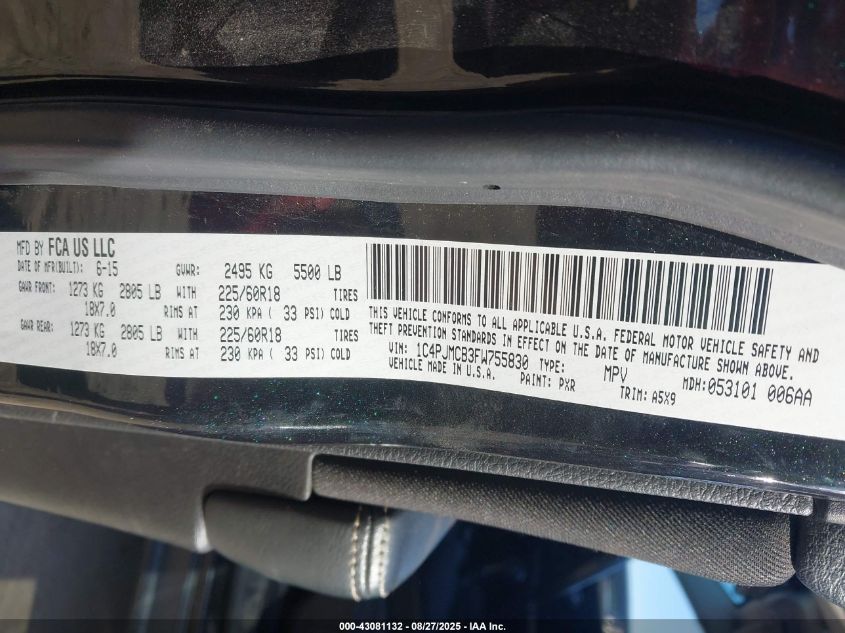 MFD BY FCA US LLC
DATE OF MFR(BUILT): 6-15 GVWR: 2495 KG 5500 LB
GAWR FRONT: 1273 KG 2805 LB WITH 225/60R18 TIRES
18X7.0 RIMS AT 230 KPA ( 33 PSI) COLD
GAWR REAR: 1273 KG 2805 LB WITH 225/60R18 TIRES
18X7.0 RIMS AT 230 KPA ( 33 PSI) COLD
THIS VEHICLE CONFORMS TO ALL APPLICABLE U.S.A. FEDERAL MOTOR VEHICLE SAFETY AND
THEFT PREVENTION STANDARDS IN EFFECT ON THE DATE OF MANUFACTURE SHOWN ABOVE.
VIN: 1C4PJMCB3FW755830 TYPE: MPV MDH:053101 006AA
VEHICLE MADE IN U.S.A. PAINT: PXR TRIM: A5X9
000-43081132 - 08/27/2025 - IAA Inc.